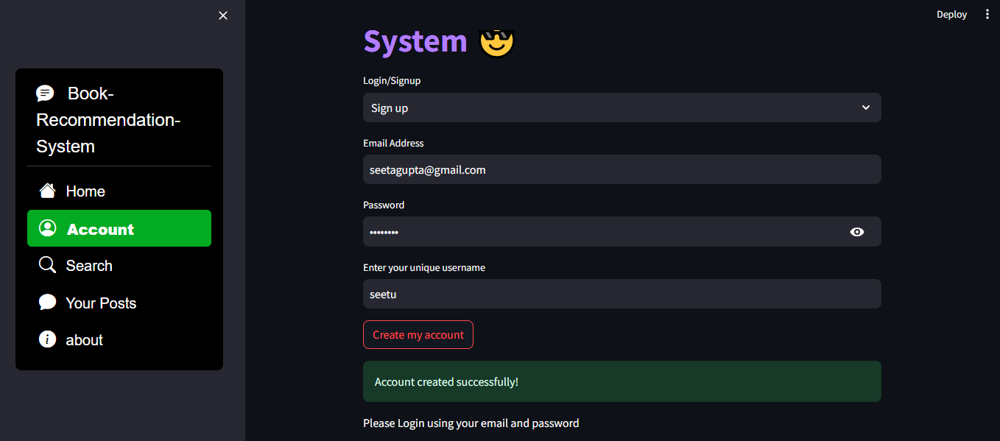 Book-
Recommendation-
System
Home
Account
Search
Your Posts
about
Deploy
System
Login/Signup
Sign up
Email Address
seetagupta@gmail.com
Password
••••••••
Enter your unique username
seetu
Create my account
Account created successfully!
Please Login using your email and password